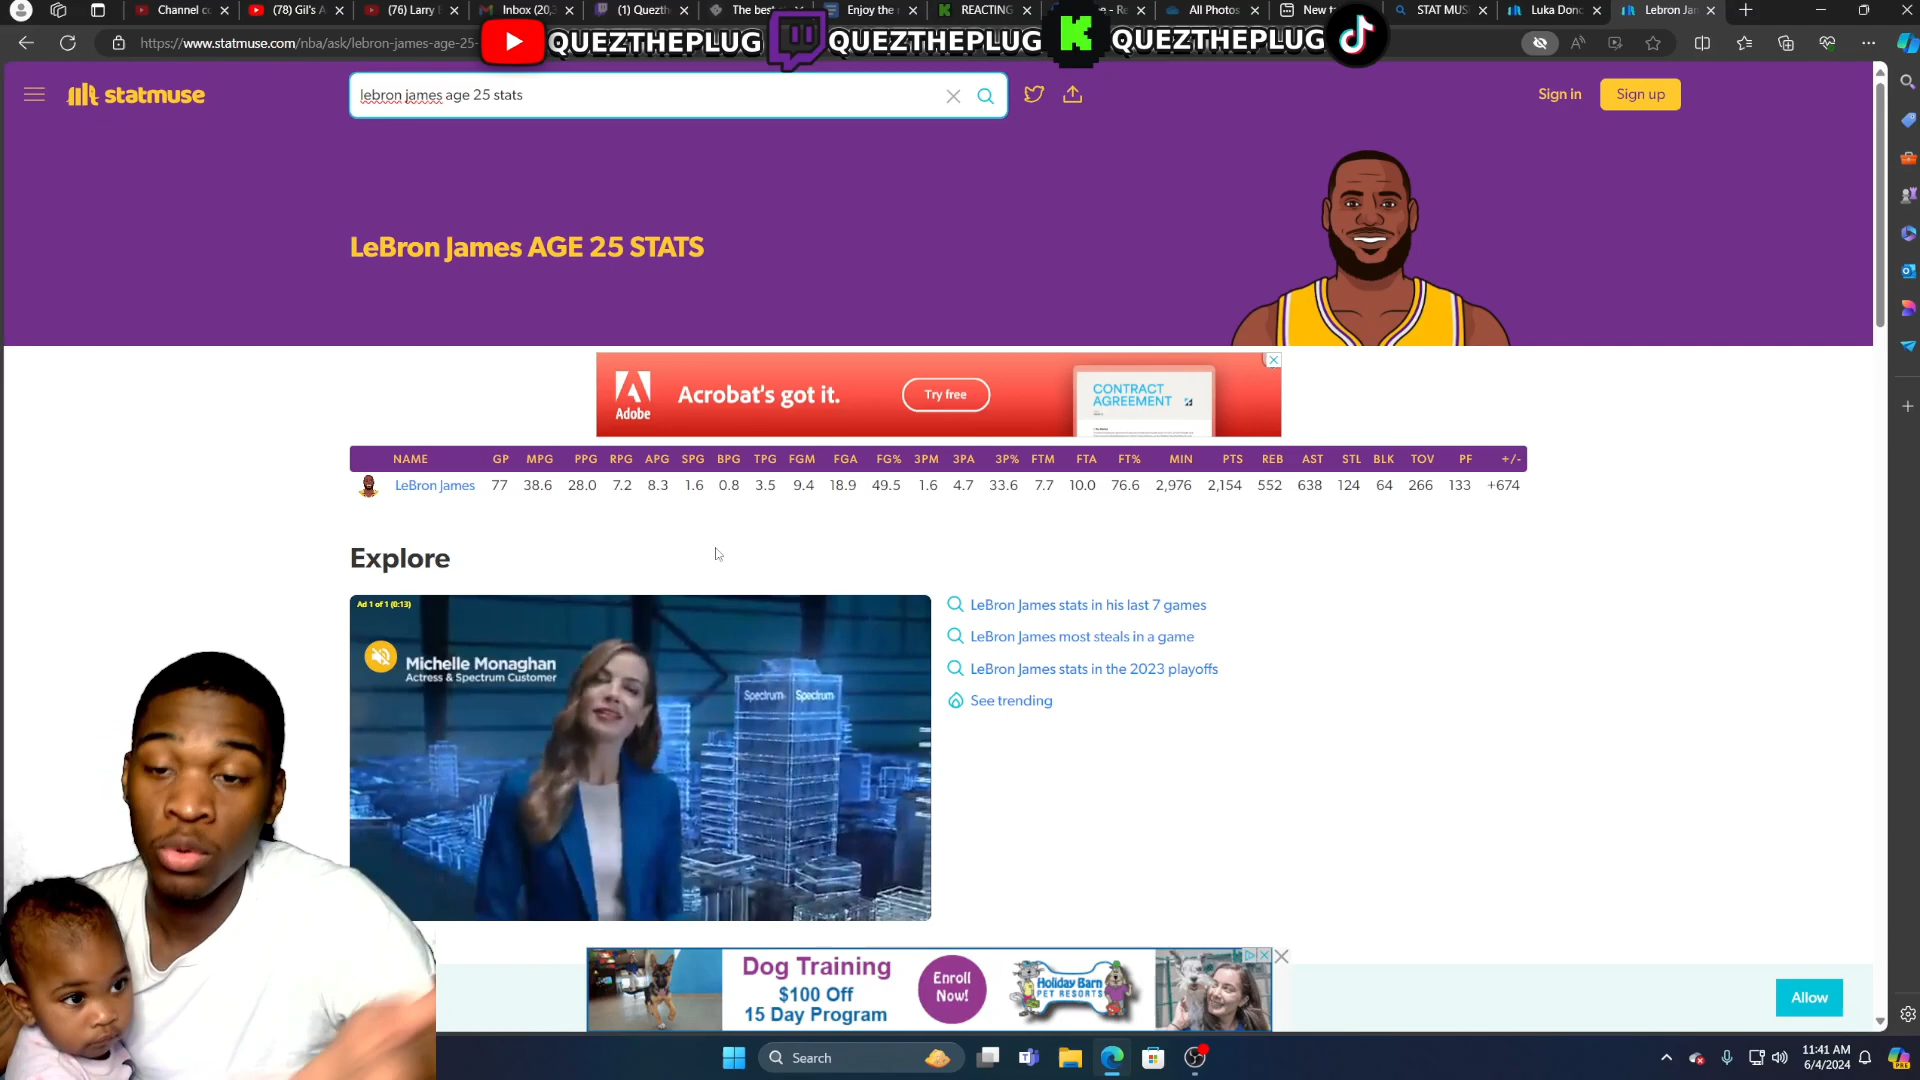 Channel co
(78) Gil's A
(76) Larry
Inbox (20,
(1) Quezth
The best
Enjoy the
REACTING
All Photos
New t
STAT MUS
Luka Donc
Lebron Jam
https://www.statmuse.com/nba/ask/lebron-james-age-25-
QUEZTHEPLUG
QUEZTHEPLUG
QUEZTHEPLUG
statmuse
lebron james age 25 stats
Sign in
Sign up
LeBron James AGE 25 STATS
Adobe
Acrobat's got it.
Try free
CONTRACT
AGREEMENT
NAME GP MPG PPG RPG APG SPG BPG TPG FGM FGA FG% 3PM 3PA 3P% FTM FTA FT% MIN PTS REB AST STL BLK TOV PF +/-
LeBron James 77 38.6 28.0 7.2 8.3 1.6 0.8 3.5 9.4 18.9 49.5 1.6 4.7 33.6 7.7 10.0 76.6 2,976 2,154 552 638 124 64 266 133 +674
Explore
Ad 1 of 1 (0:13)
Michelle Monaghan
Actress & Spectrum Customer
Spectrum
Spectrum
LeBron James stats in his last 7 games
LeBron James most steals in a game
LeBron James stats in the 2023 playoffs
See trending
Dog Training
$100 Off
15 Day Program
Enroll
Now!
Holiday Barn
PET RESORTS
Allow
Search
11:41 AM
6/4/2024